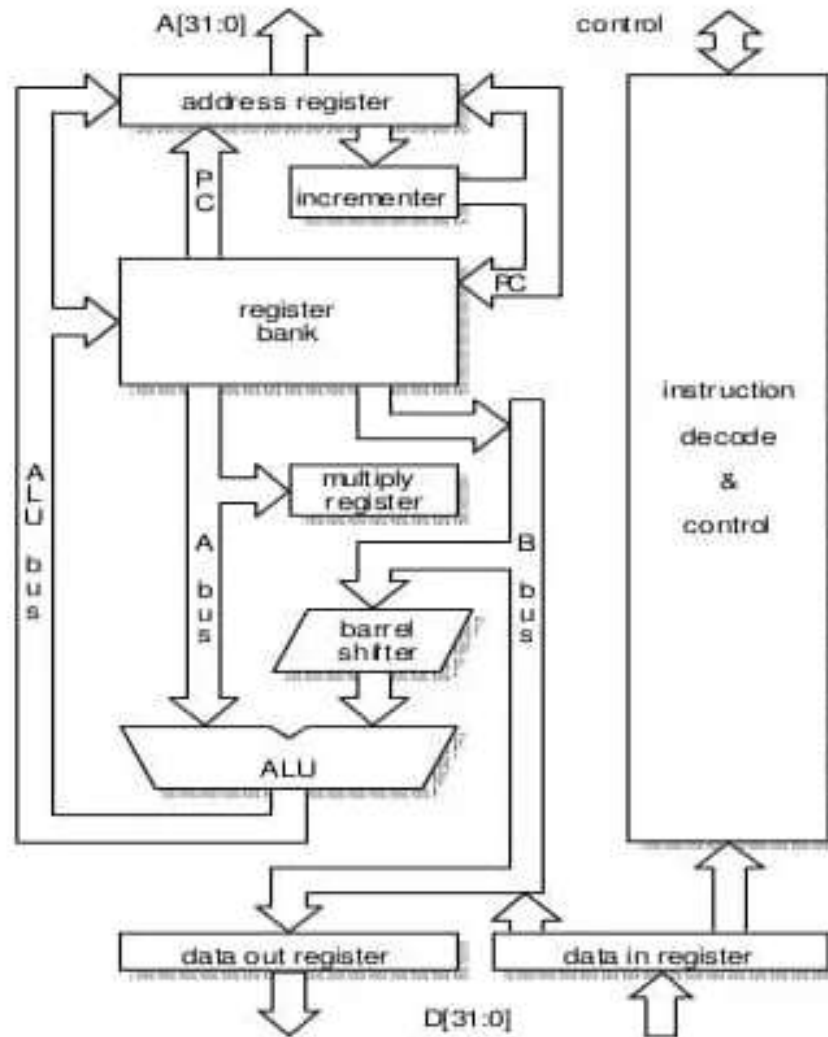 A[31:0]
control
address register
P
C
incrementer
PC
register
bank
instruction
decode
&
control
multiply
register
ALU bus
A bus
B bus
barrel
shifter
ALU
data out register
data in register
D[31:0]